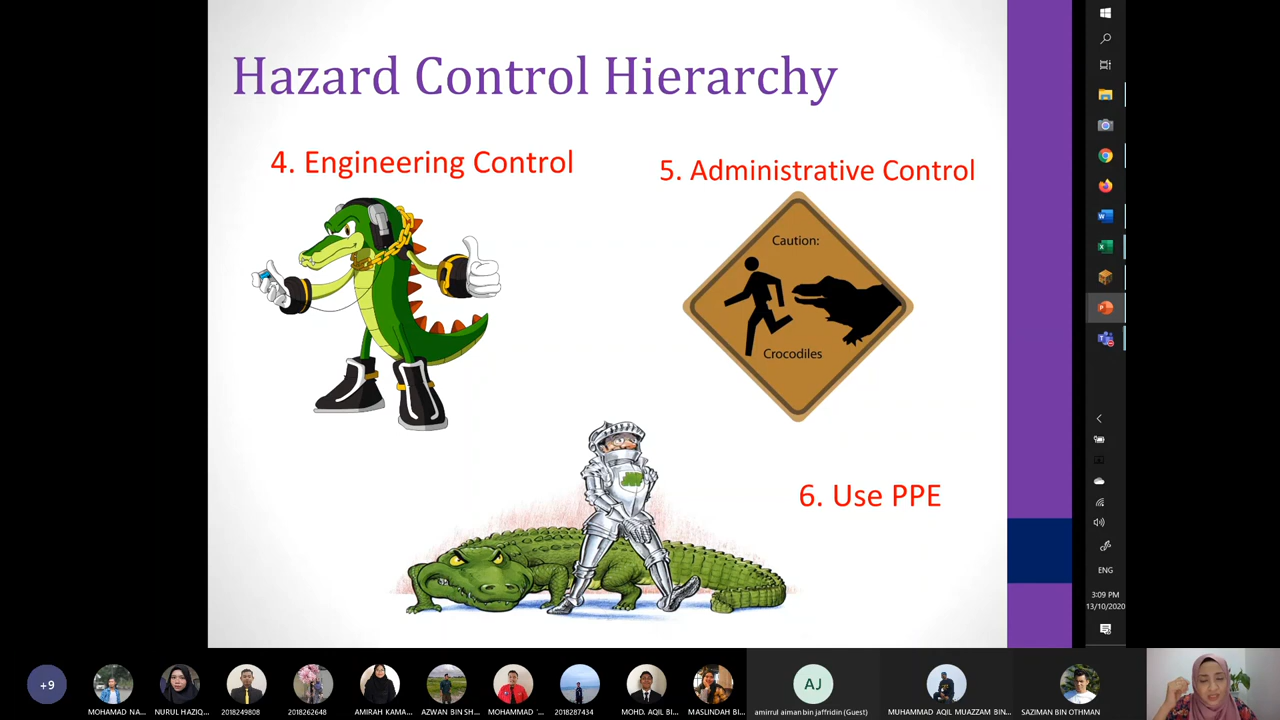 Hazard Control Hierarchy
4. Engineering Control
5. Administrative Control
Caution:
Crocodiles
6. Use PPE
ENG
3:09 PM
13/10/2020
+9
AJ
MOHAMAD NA...
NURUL HAZIQ...
2018249808
2018262648
AMIRAH KAMA...
AZWAN BIN SH...
MOHAMMAD '...
2018287434
MOHD. AQIL BI...
MASLINDAH BI...
amirrul aiman bin jaffridin (Guest)
MUHAMMAD AQIL MUAZZAM BIN...
SAZIMAN BIN OTHMAN